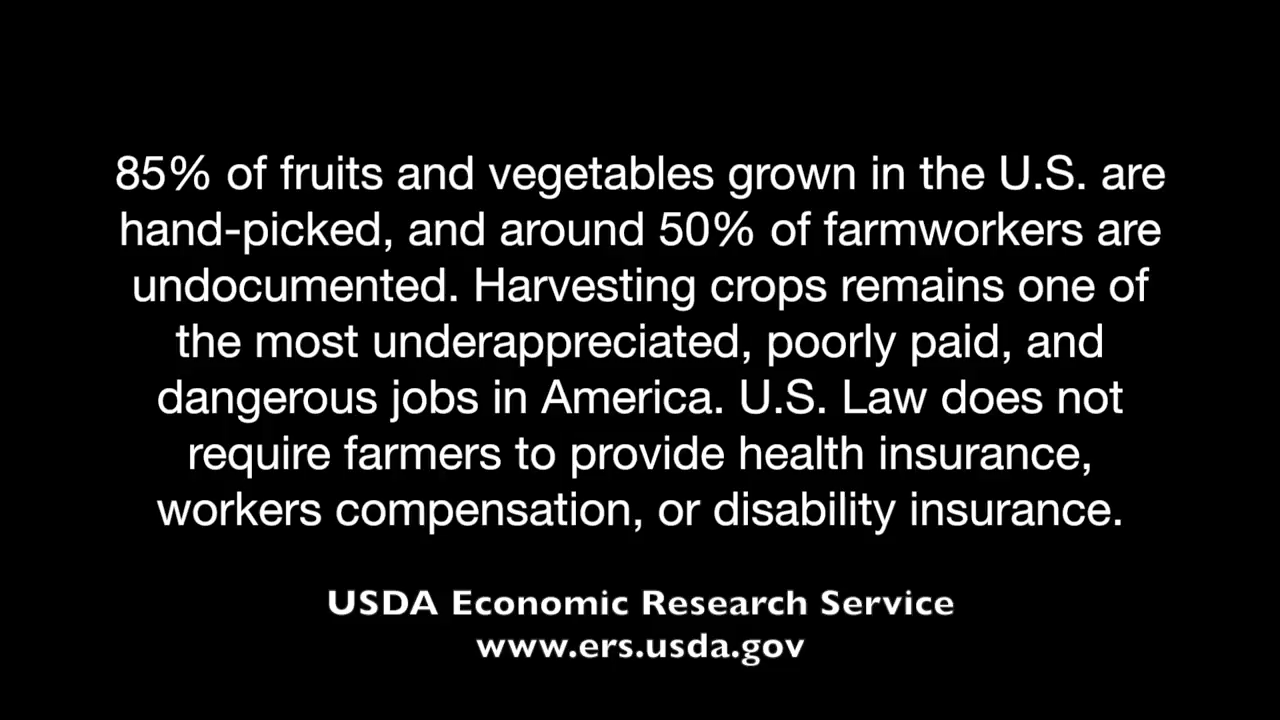 85% of fruits and vegetables grown in the U.S. are
hand-picked, and around 50% of farmworkers are
undocumented. Harvesting crops remains one of
the most underappreciated, poorly paid, and
dangerous jobs in America. U.S. Law does not
require farmers to provide health insurance,
workers compensation, or disability insurance.
USDA Economic Research Service
www.ers.usda.gov